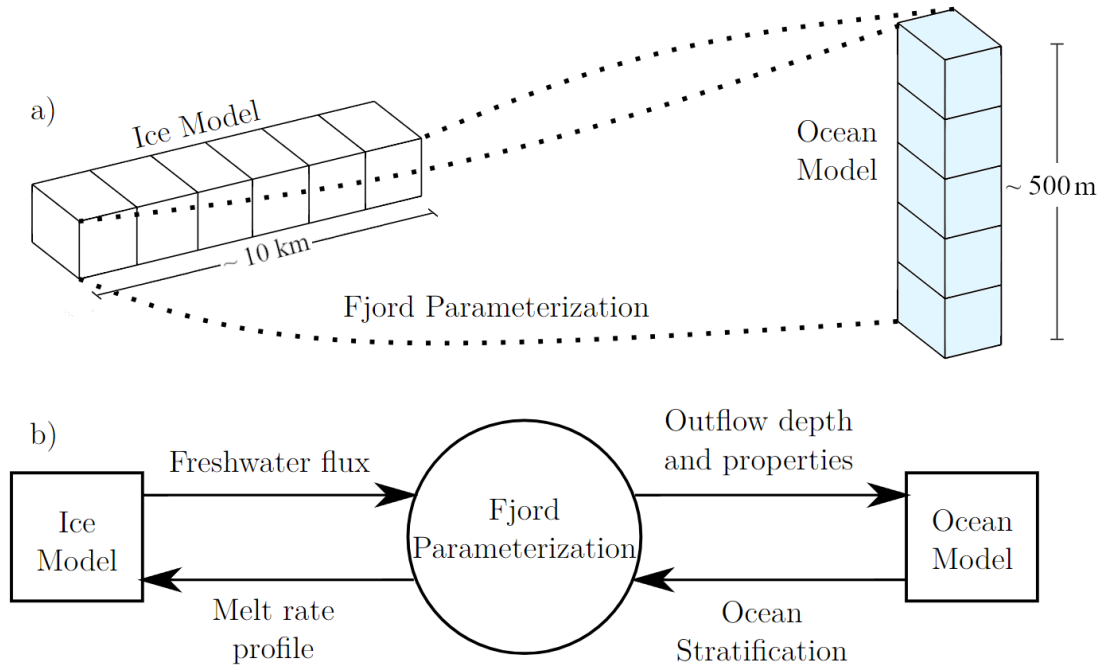 a)
Ice Model
~ 10 km
Ocean
Model
~ 500 m
Fjord Parameterization
b)
Freshwater flux
Outflow depth
and properties
Ice
Model
Fjord
Parameterization
Ocean
Model
Melt rate
profile
Ocean
Stratification